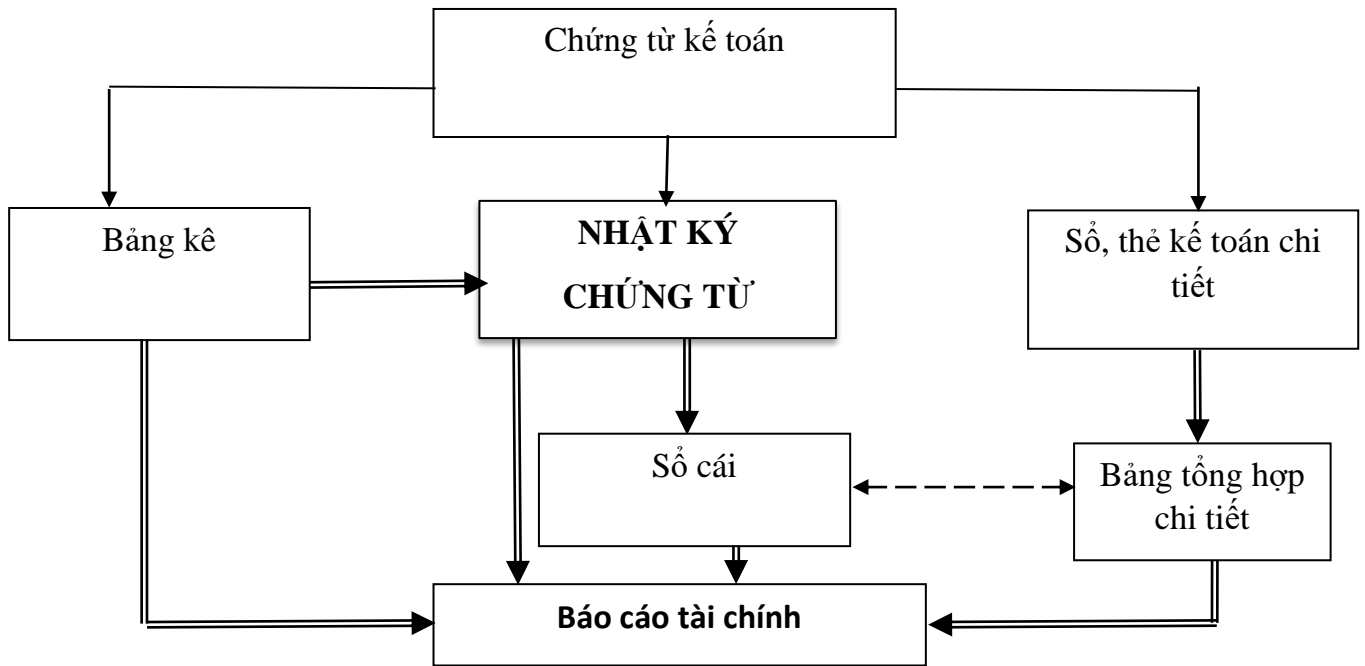 Chứng từ kế toán
Bảng kê
NHẬT KÝ
CHỨNG TỪ
Sổ, thẻ kế toán chi
tiết
Sổ cái
Bảng tổng hợp
chi tiết
Báo cáo tài chính